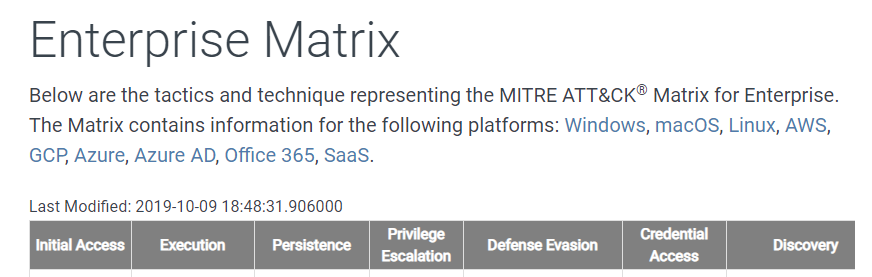 Enterprise Matrix
Below are the tactics and technique representing the MITRE ATT&CK® Matrix for Enterprise.
The Matrix contains information for the following platforms: Windows, macOS, Linux, AWS,
GCP, Azure, Azure AD, Office 365, SaaS.
Last Modified: 2019-10-09 18:48:31.906000
Initial Access
Execution
Persistence
Privilege
Escalation
Defense Evasion
Credential
Access
Discovery